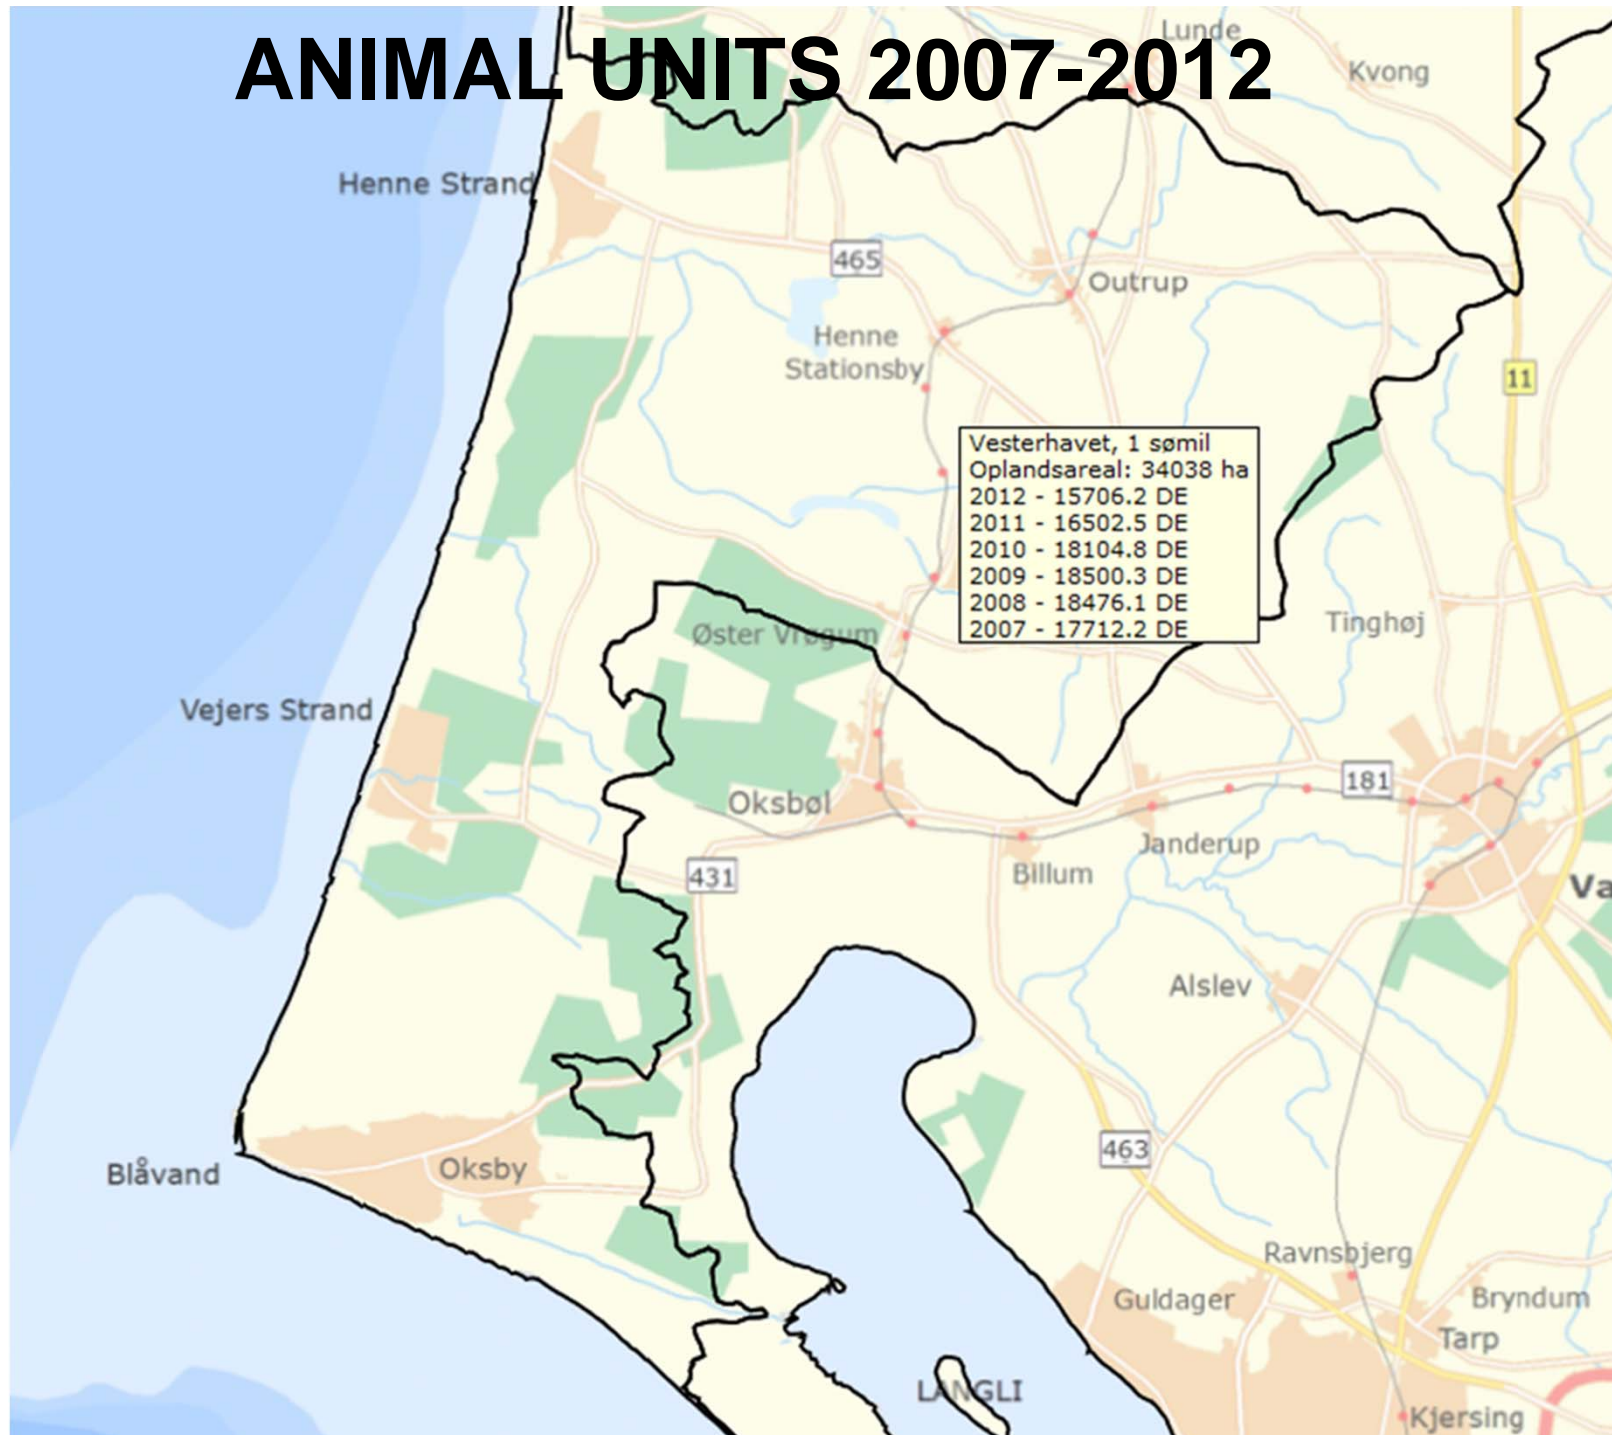 ANIMAL UNITS 2007-2012
Lunde
Kvong
Henne Strand
465
Outrup
Henne
Stationsby
11
Vesterhavet, 1 sømil
Oplandsareal: 34038 ha
2012 - 15706.2 DE
2011 - 16502.5 DE
2010 - 18104.8 DE
2009 - 18500.3 DE
2008 - 18476.1 DE
2007 - 17712.2 DE
Tinghøj
Øster Vrøgum
Vejers Strand
181
Oksbøl
Janderup
Billum
431
Va
Alslev
463
Blåvand
Oksby
Ravnsbjerg
Guldager
Bryndum
Tarp
LANGLI
Kjersing